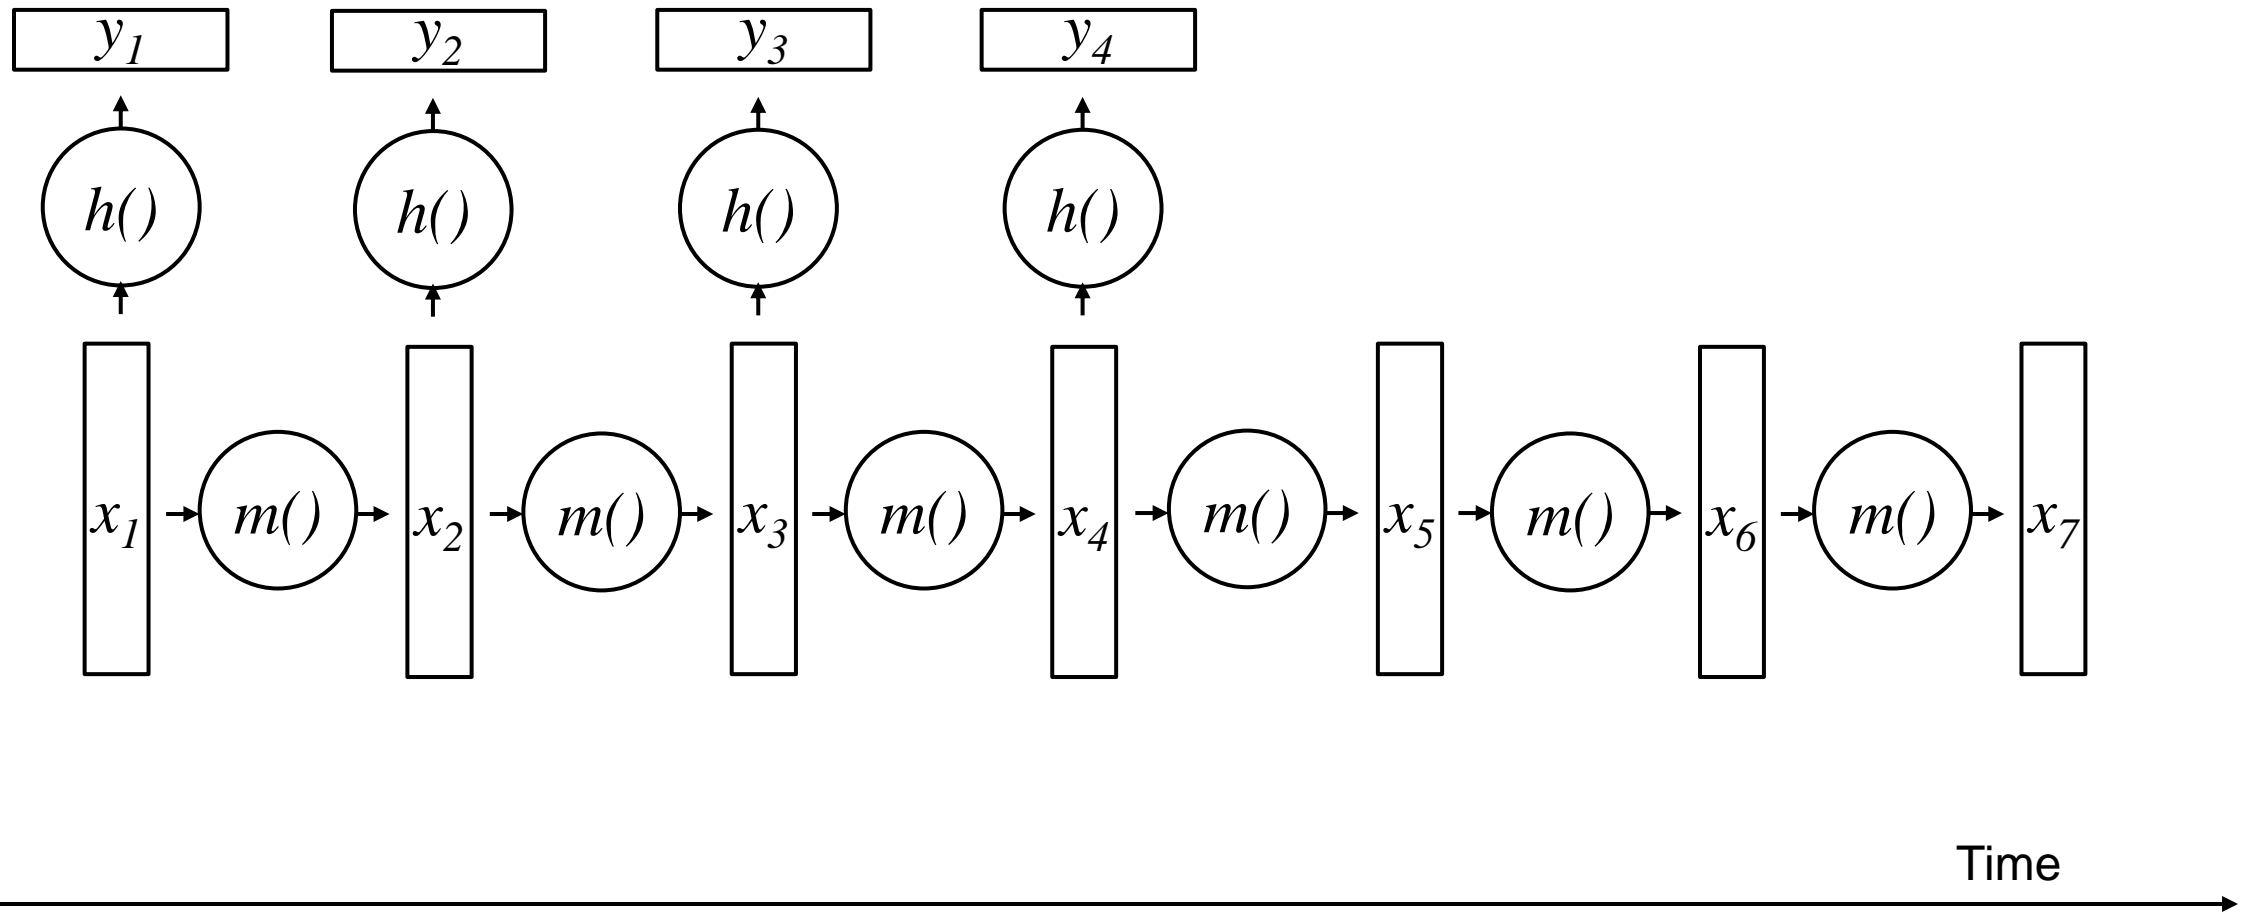 y1 y2 y3 y4
h() h() h() h()
x1 m() x2 m() x3 m() x4 m() x5 m() x6 m() x7
Time